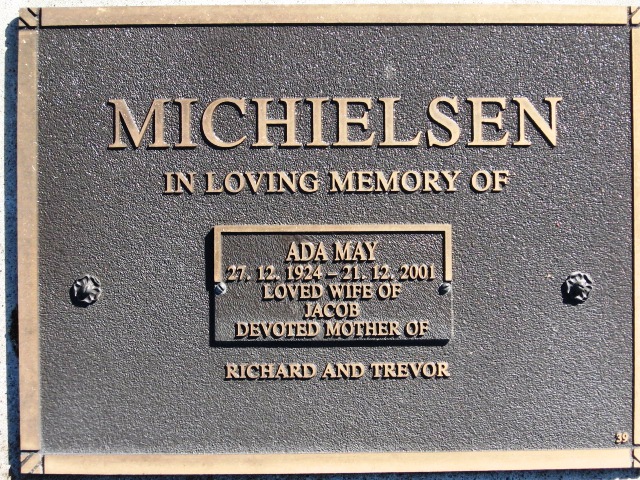 MICHIELSEN
IN LOVING MEMORY OF
ADA MAY
27. 12. 1924 – 21. 12. 2001
LOVED WIFE OF
JACOB
DEVOTED MOTHER OF
RICHARD AND TREVOR
39